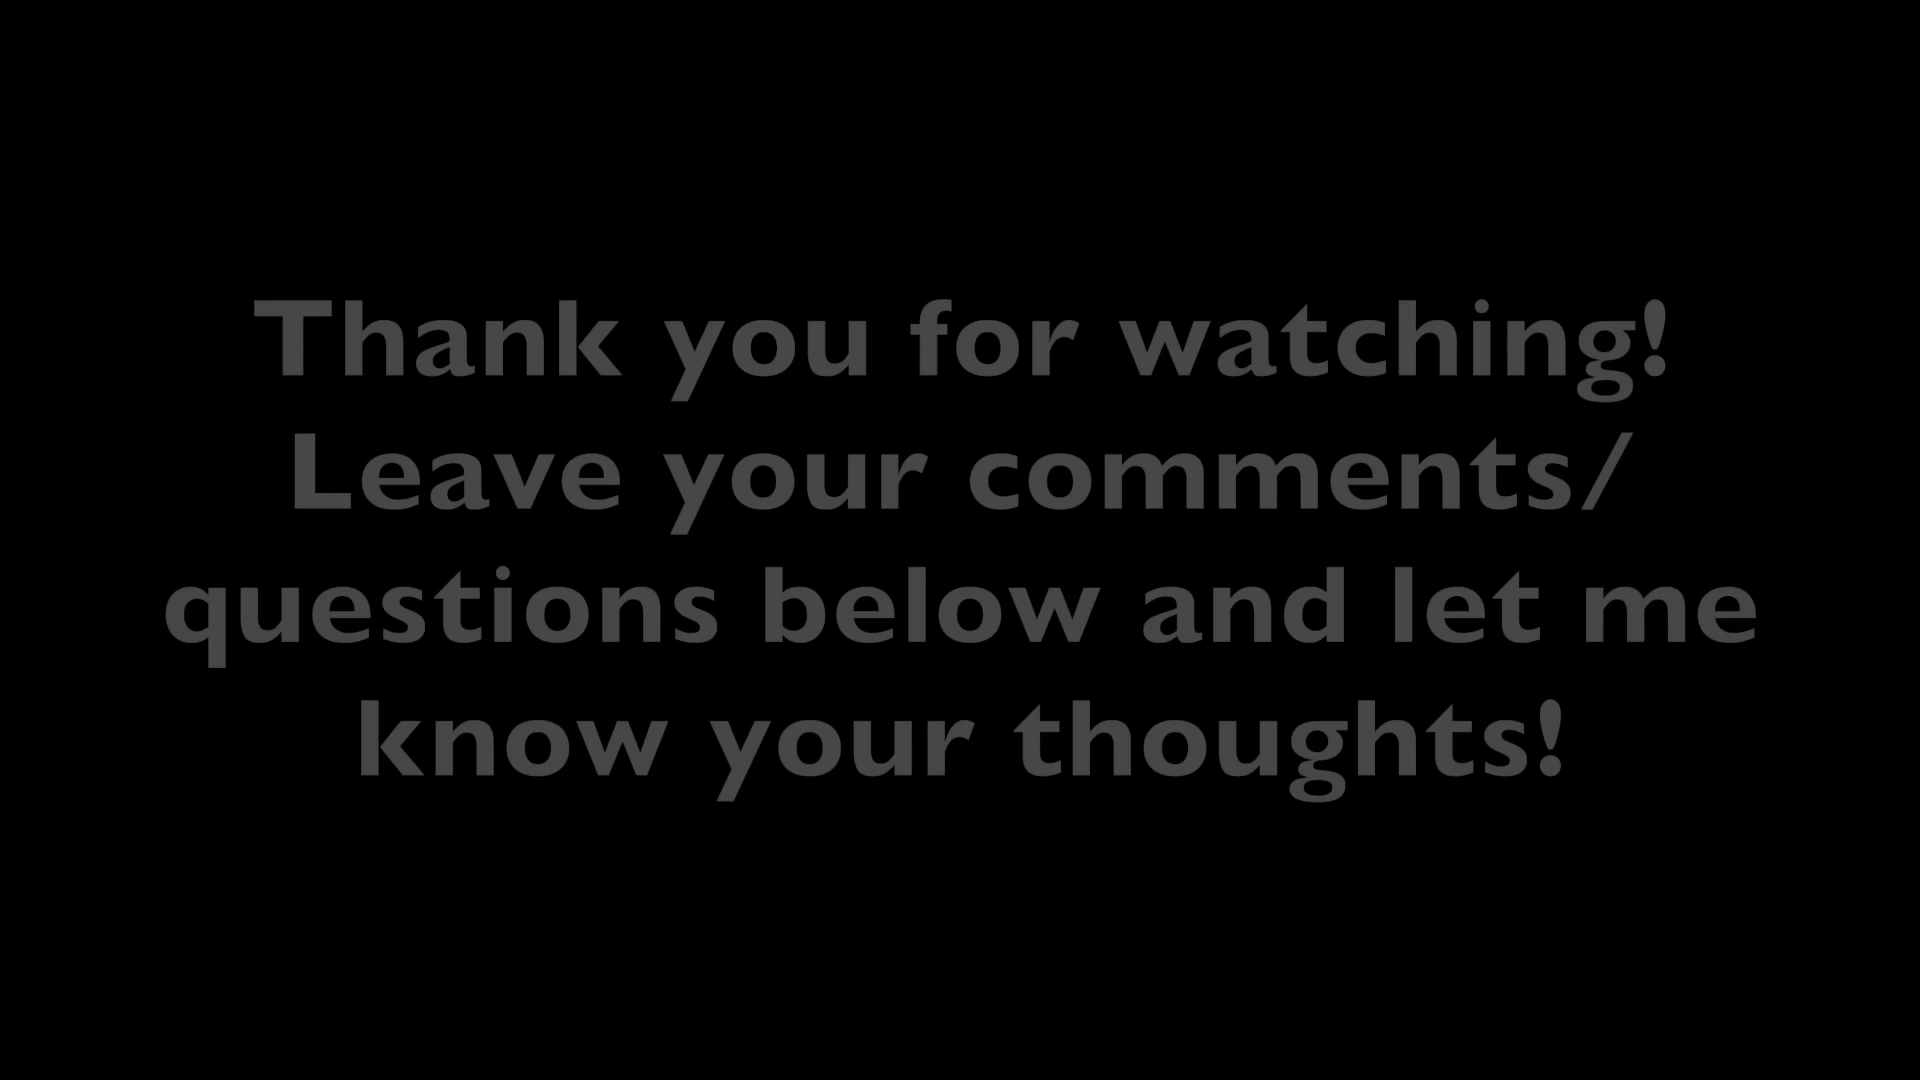 Thank you for watching!
Leave your comments/
questions below and let me
know your thoughts!